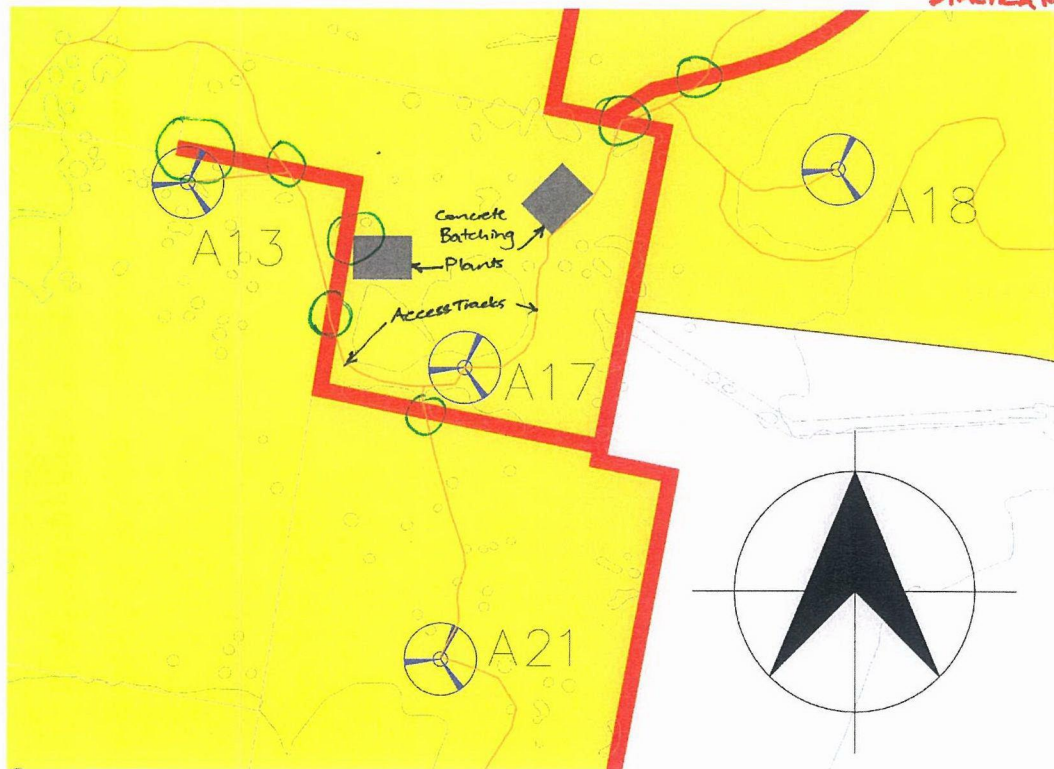 A13
A18
Concrete
Batching
Plants
Access Tracks
A17
A21